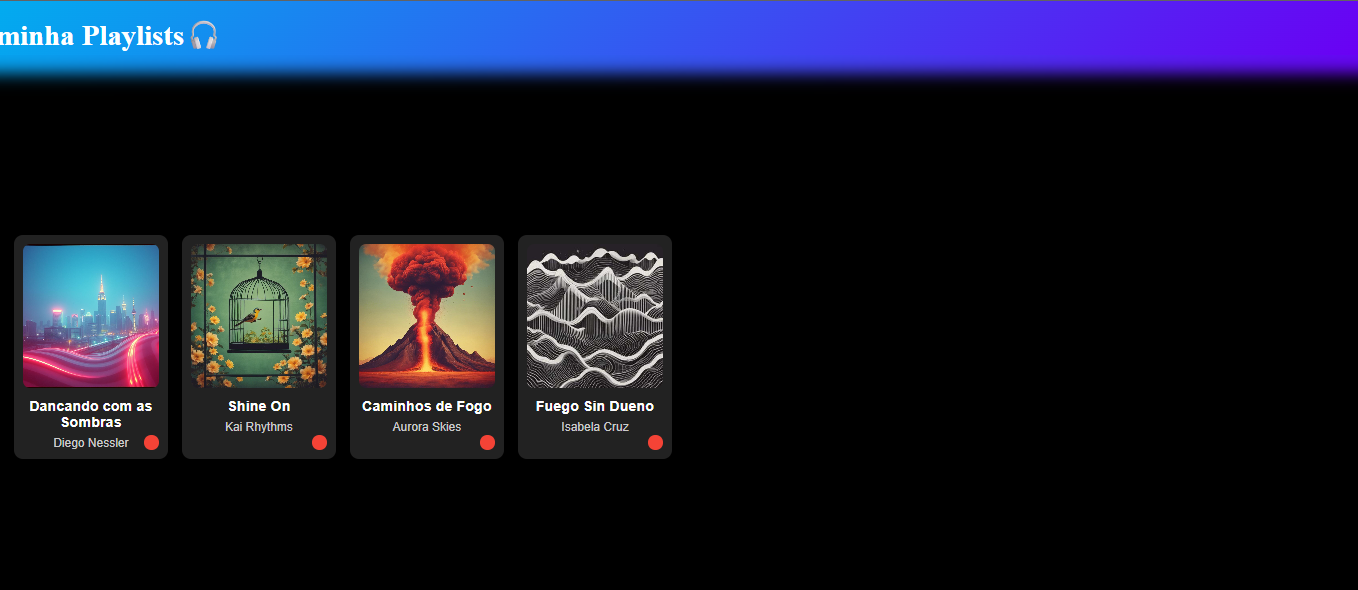 minha Playlists 🎧
Dancando com as
Sombras
Diego Nessler
Shine On
Kai Rhythms
Caminhos de Fogo
Aurora Skies
Fuego Sin Dueno
Isabela Cruz